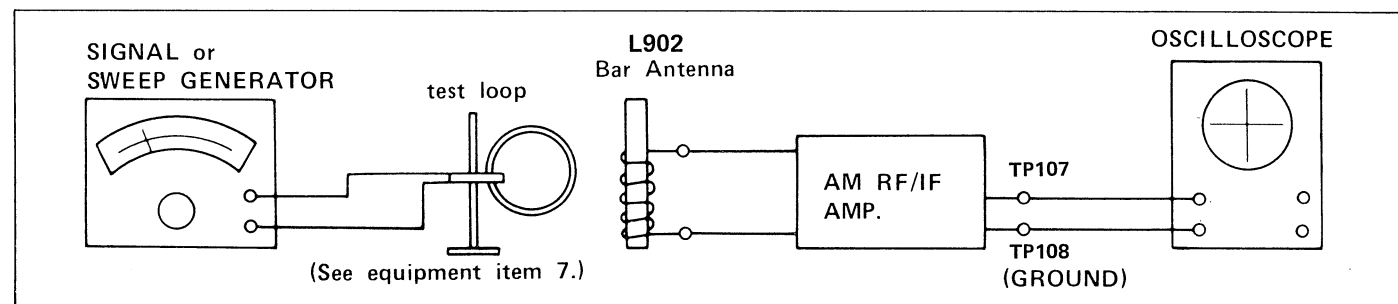 SIGNAL or
SWEEP GENERATOR
test loop
(See equipment item 7.)
L902
Bar Antenna
AM RF/IF
AMP.
TP107
TP108
(GROUND)
OSCILLOSCOPE